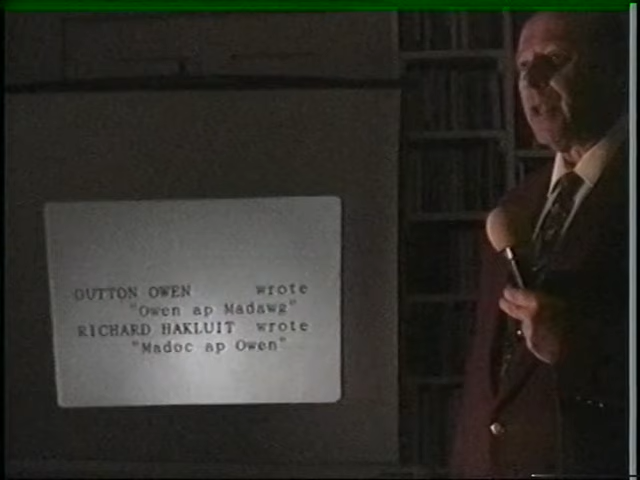 DUTTON OWEN wrote
"Owen ap Madawg"
RICHARD HAKLUIT wrote
"Madoc ap Owen"